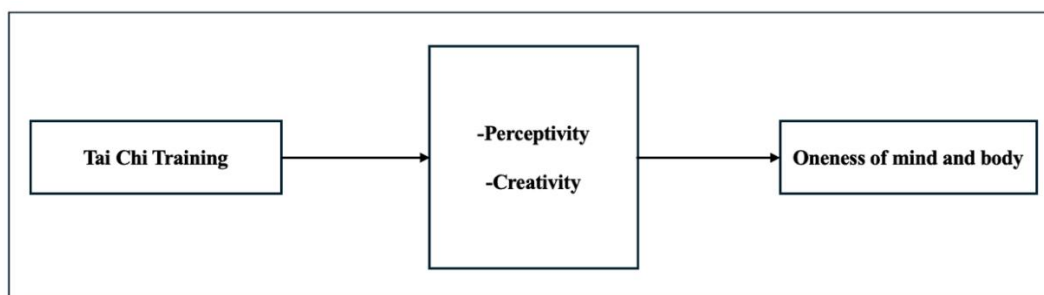 Tai Chi Training
-Perceptivity
-Creativity
Oneness of mind and body